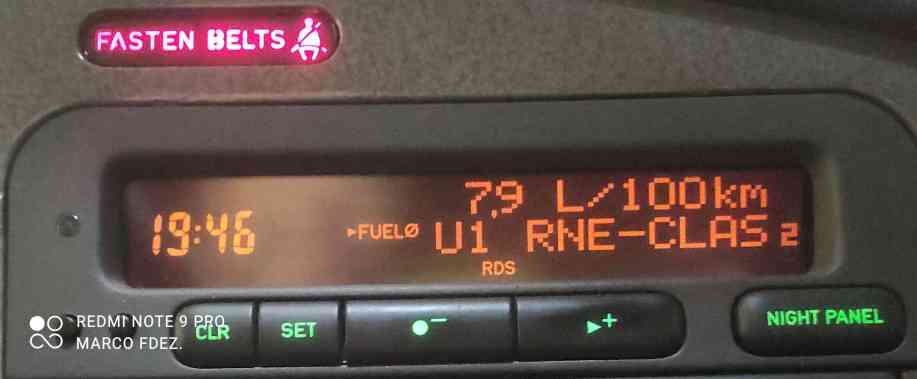 FASTEN BELTS
7.9 L/100km
19:46 ▸FUELØ U1 RNE-CLAS 2
RDS
CLR SET ●− ▸+ NIGHT PANEL
REDMI NOTE 9 PRO
MARCO FDEZ.